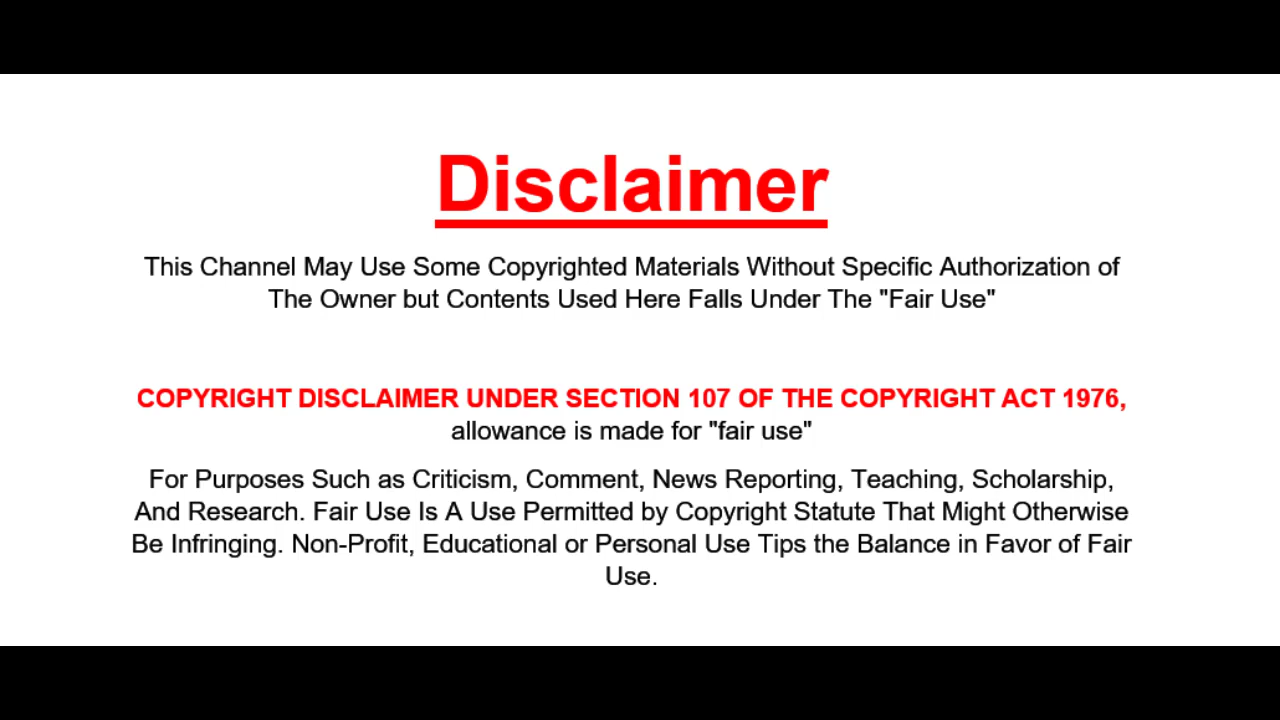 Disclaimer
This Channel May Use Some Copyrighted Materials Without Specific Authorization of
The Owner but Contents Used Here Falls Under The "Fair Use"
COPYRIGHT DISCLAIMER UNDER SECTION 107 OF THE COPYRIGHT ACT 1976,
allowance is made for "fair use"
For Purposes Such as Criticism, Comment, News Reporting, Teaching, Scholarship,
And Research. Fair Use Is A Use Permitted by Copyright Statute That Might Otherwise
Be Infringing. Non-Profit, Educational or Personal Use Tips the Balance in Favor of Fair
Use.